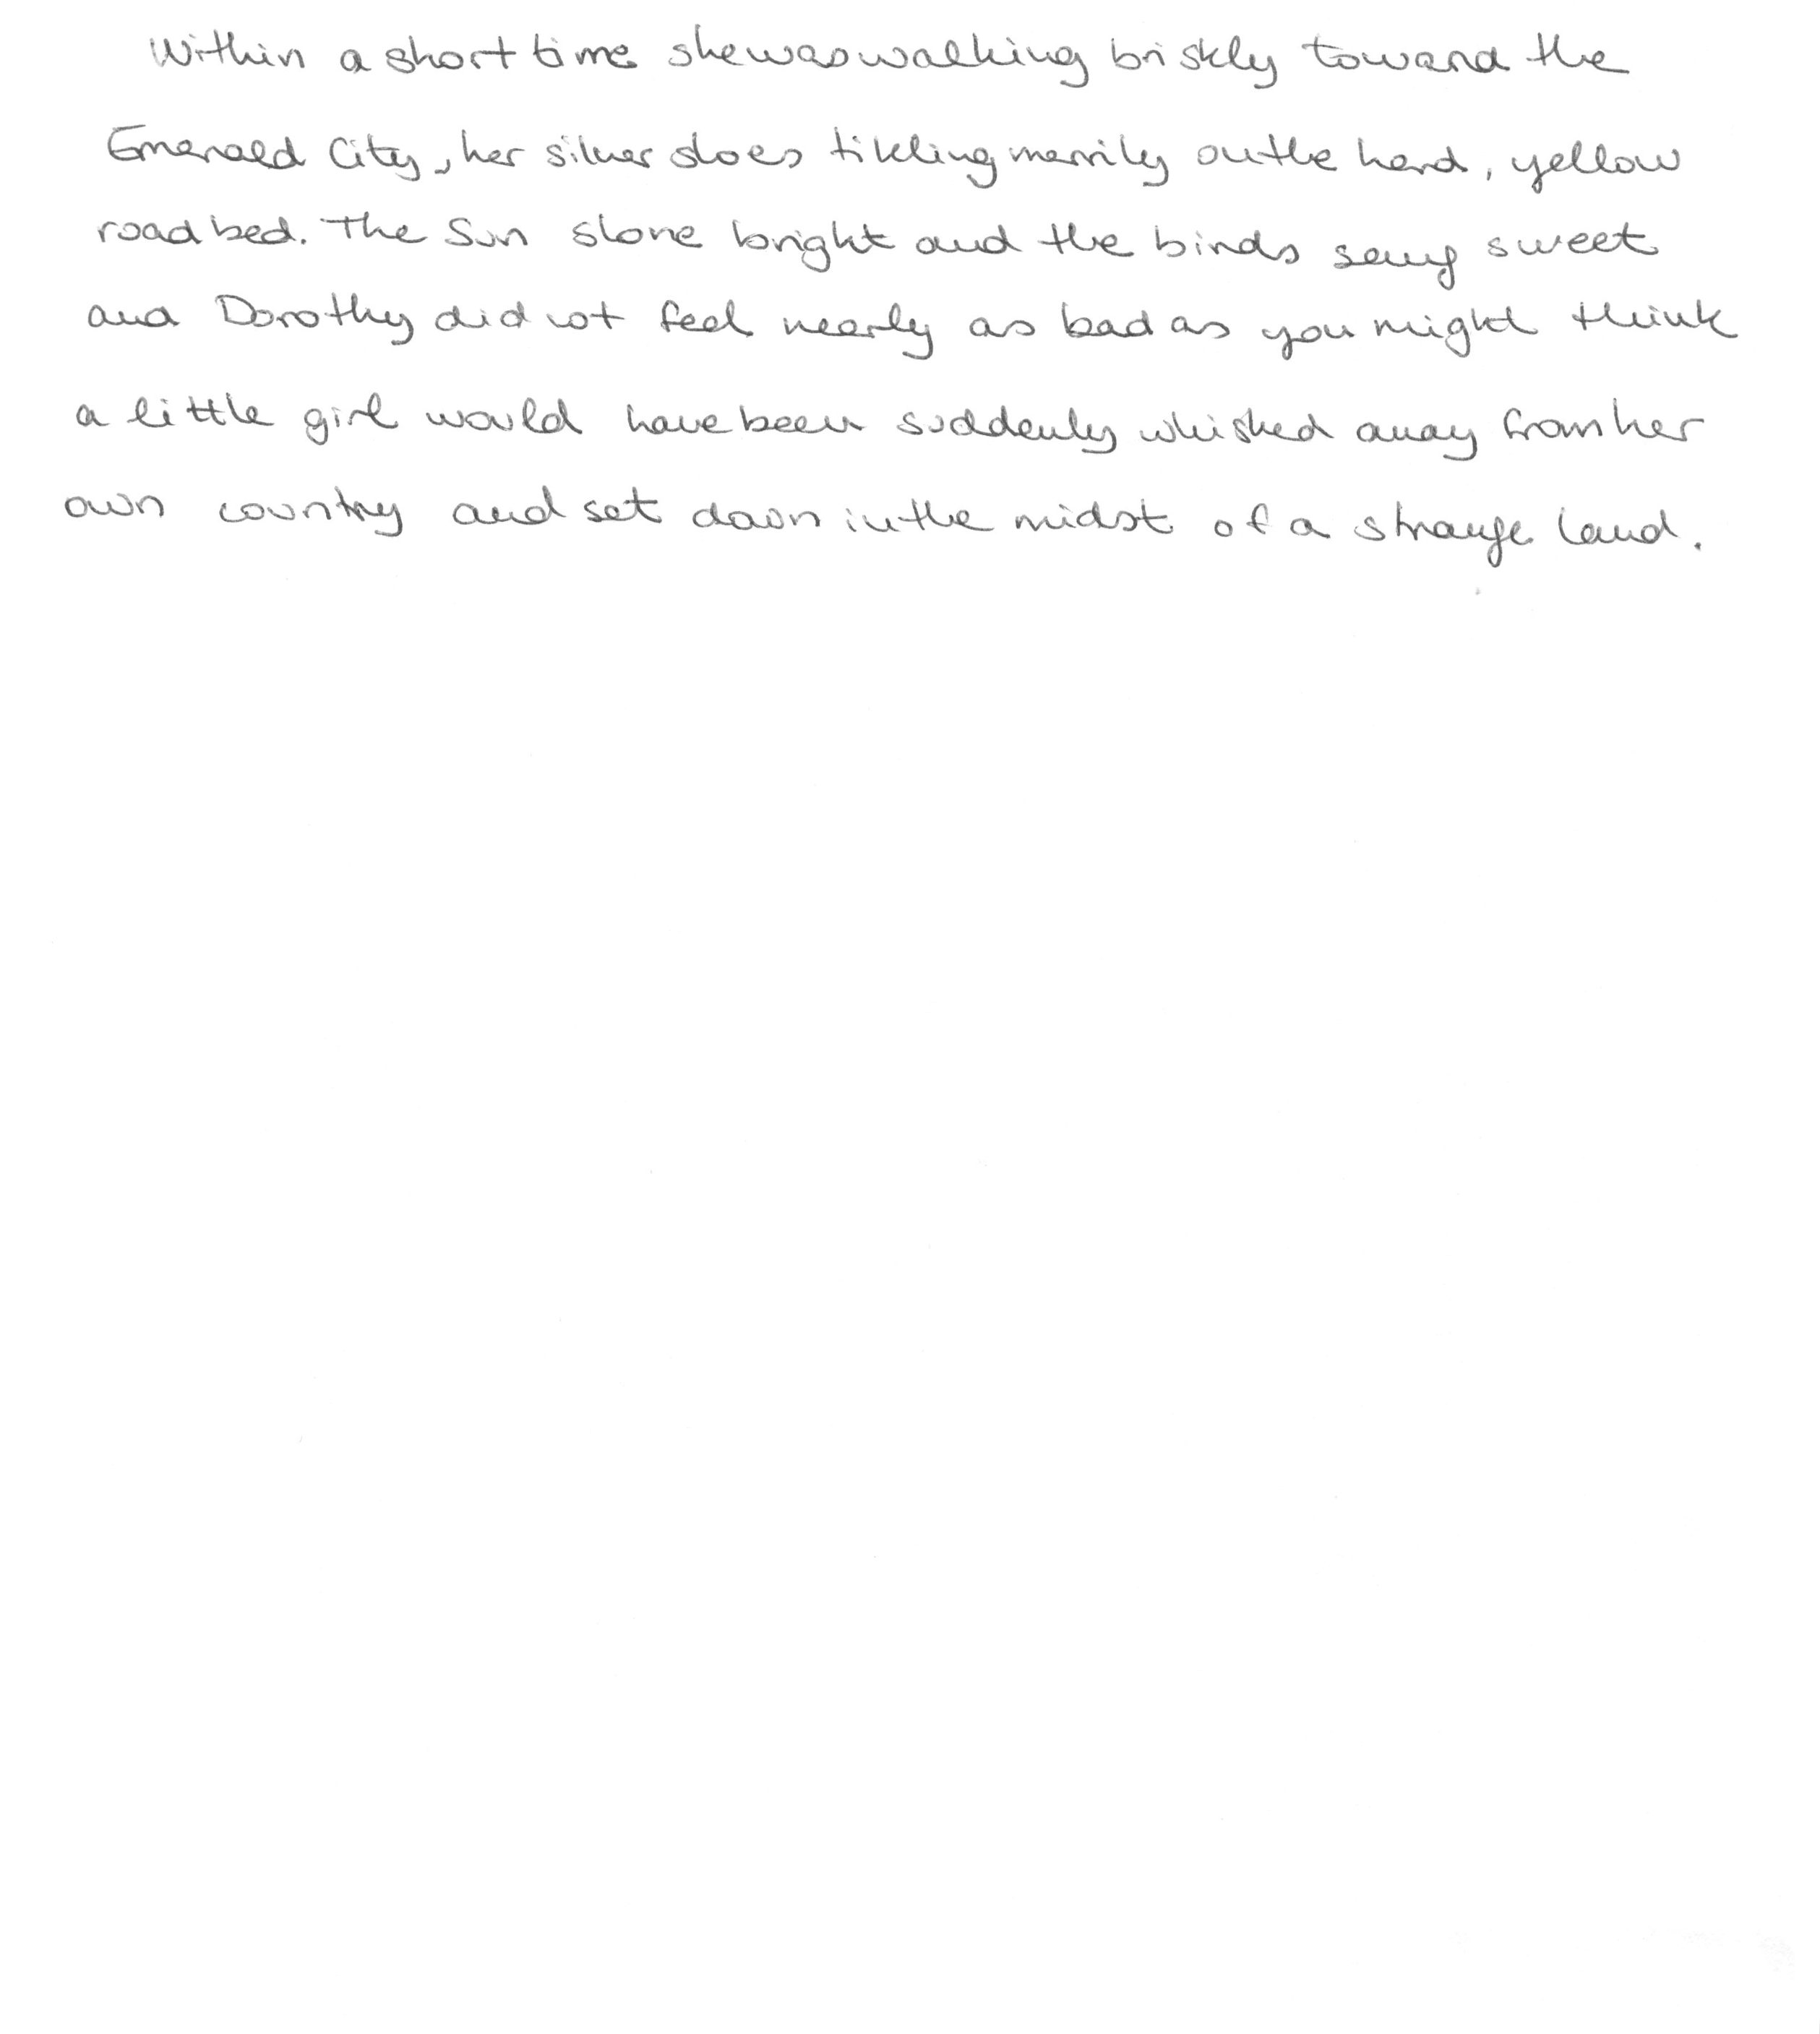 Within a short time she was walking briskly toward the
Emerald City, her silver shoes tikling merrily on the hard, yellow
road bed. The Sun shone bright and the birds sang sweet
and Dorothy did not feel nearly as bad as you might think
a little girl would have been suddenly whisked away from her
own country and set down in the midst of a strange land.